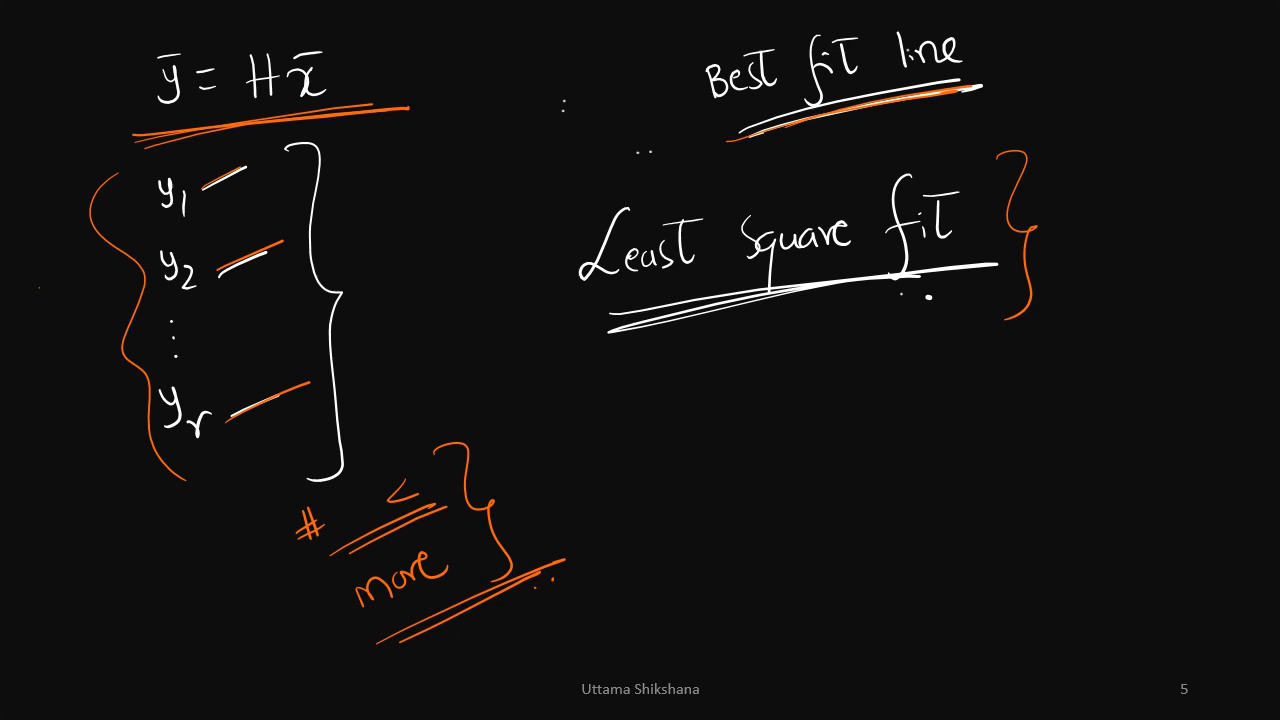 ȳ = Hx̄
y1
y2
⋮
yr
# <
more
Best fit line
Least square fit
Uttama Shikshana
5